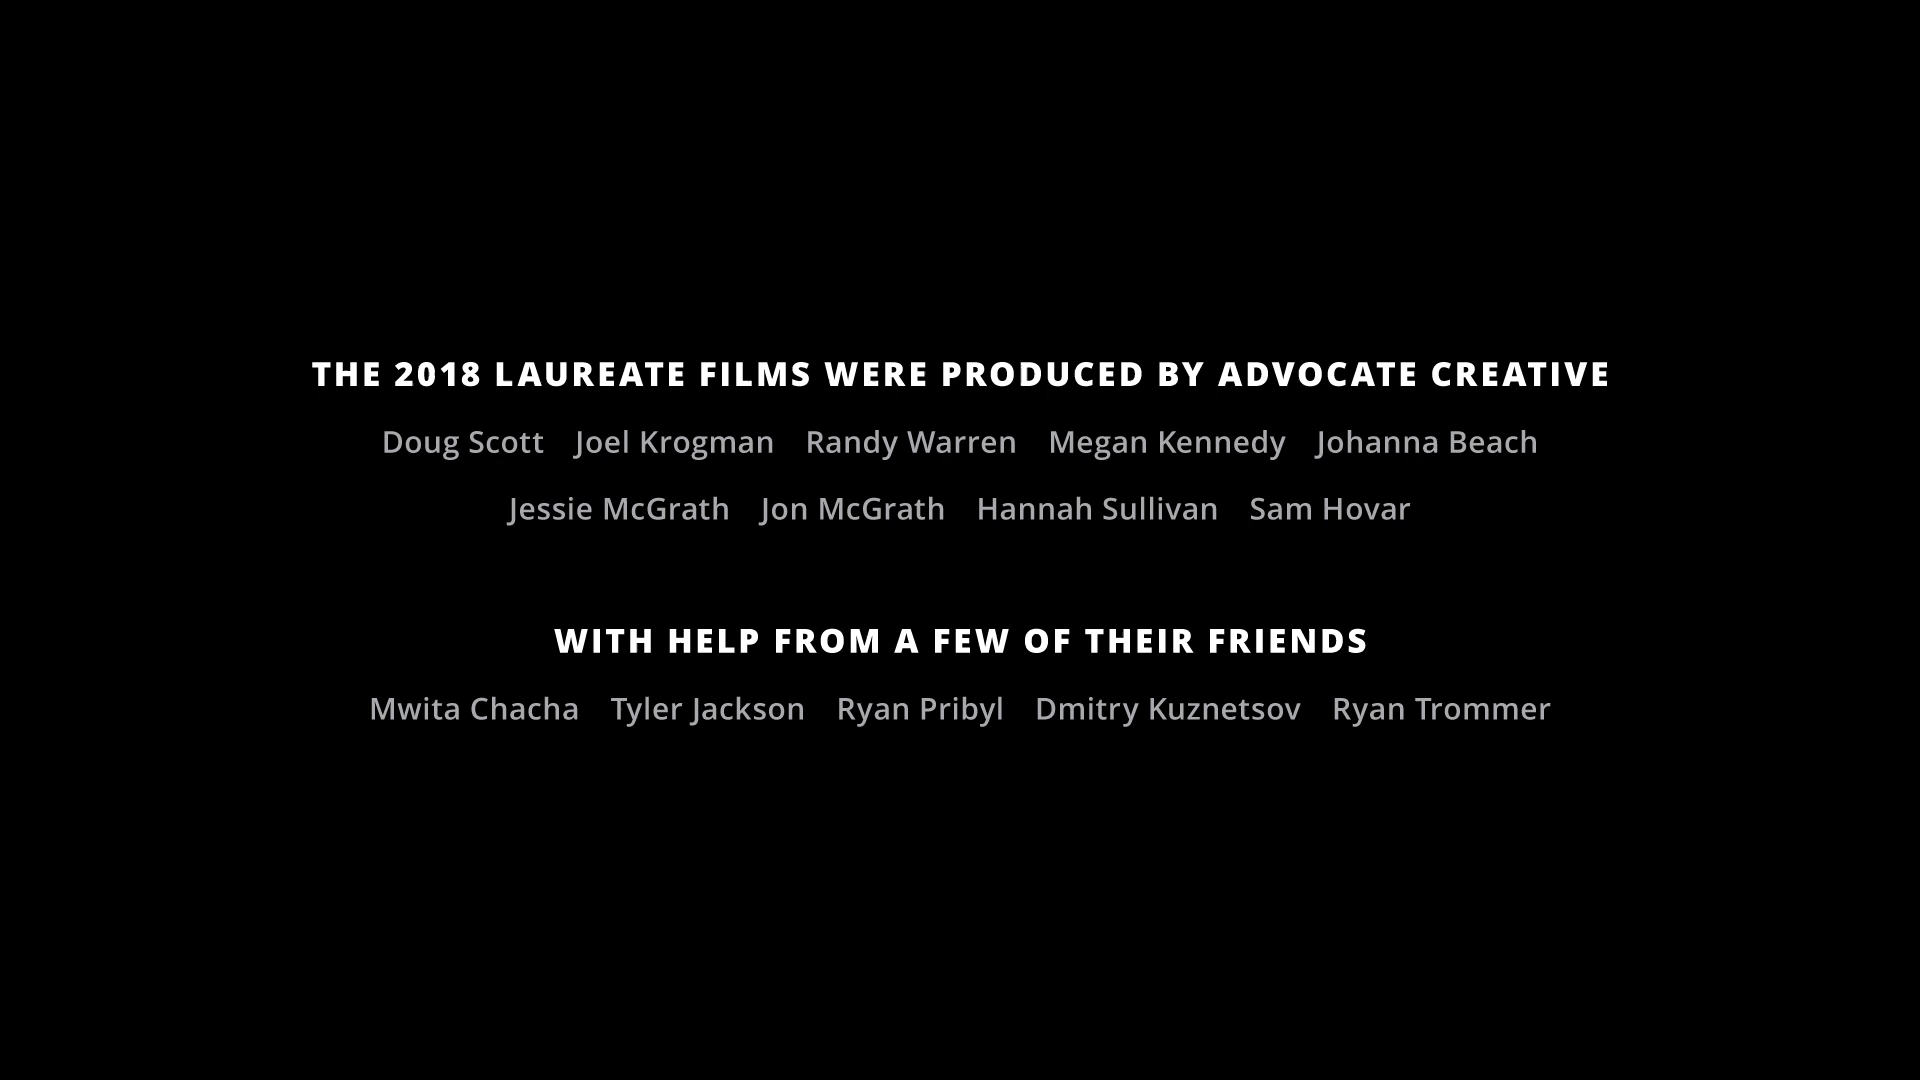 THE 2018 LAUREATE FILMS WERE PRODUCED BY ADVOCATE CREATIVE
Doug Scott Joel Krogman Randy Warren Megan Kennedy Johanna Beach
Jessie McGrath Jon McGrath Hannah Sullivan Sam Hovar
WITH HELP FROM A FEW OF THEIR FRIENDS
Mwita Chacha Tyler Jackson Ryan Pribyl Dmitry Kuznetsov Ryan Trommer